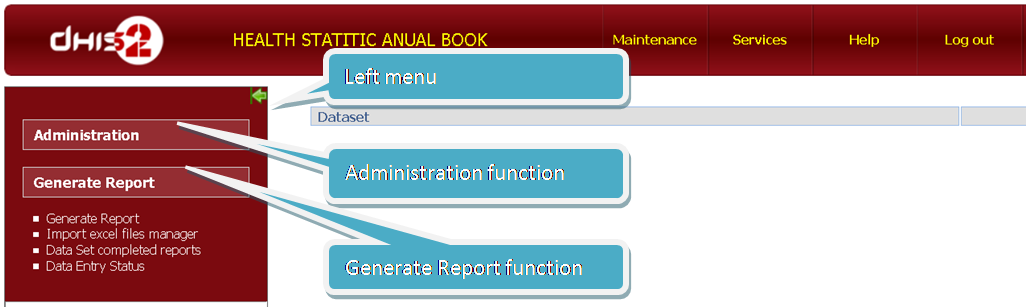 dHIS2
HEALTH STATITIC ANUAL BOOK
Maintenance
Services
Help
Log out
Left menu
Dataset
Administration
Administration function
Generate Report
Generate Report
Import excel files manager
Data Set completed reports
Data Entry Status
Generate Report function